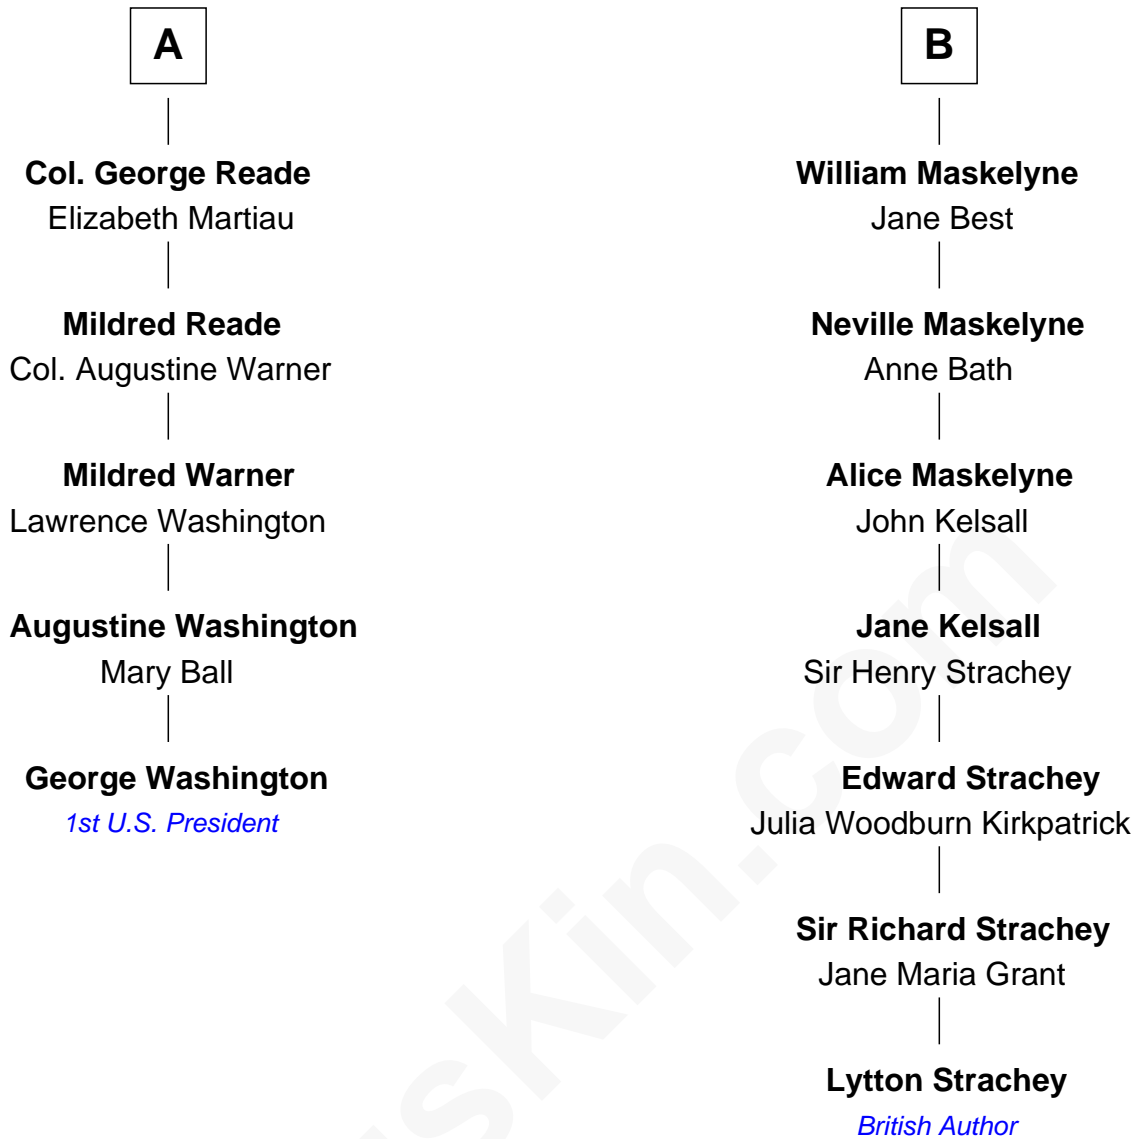 A
Col. George Reade
Elizabeth Martiau
Mildred Reade
Col. Augustine Warner
Mildred Warner
Lawrence Washington
Augustine Washington
Mary Ball
George Washington
1st U.S. President
B
William Maskelyne
Jane Best
Neville Maskelyne
Anne Bath
Alice Maskelyne
John Kelsall
Jane Kelsall
Sir Henry Strachey
Edward Strachey
Julia Woodburn Kirkpatrick
Sir Richard Strachey
Jane Maria Grant
Lytton Strachey
British Author
sKin.com